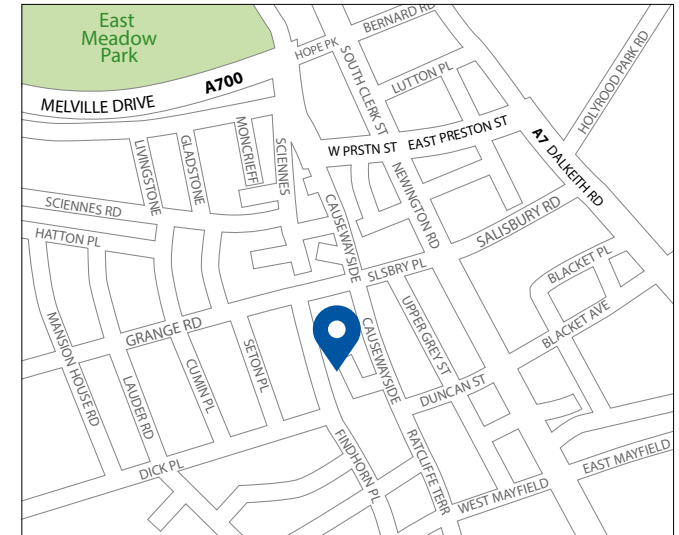 East
Meadow
Park
BERNARD RD
HOPE PK
SOUTH CLERK ST
LUTTON PL
HOLYROOD PARK RD
A700
MELVILLE DRIVE
W PRSTN ST
EAST PRESTON ST
A7 DALKEITH RD
LIVINGSTONE
GLADSTONE
MONCRIEFF
SCIENNES
NEWINGTON RD
CAUSEWAYSIDE
SCIENNES RD
HATTON PL
SALISBURY RD
SLSBRY PL
BLACKET PL
BLACKET AVE
MANSION HOUSE RD
GRANGE RD
LAUDER RD
CUMIN PL
SETON PL
CAUSEWAYSIDE
UPPER GREY ST
DUNCAN ST
DICK PL
FINDHORN PL
RATCLIFFE TERR
WEST MAYFIELD
EAST MAYFIELD